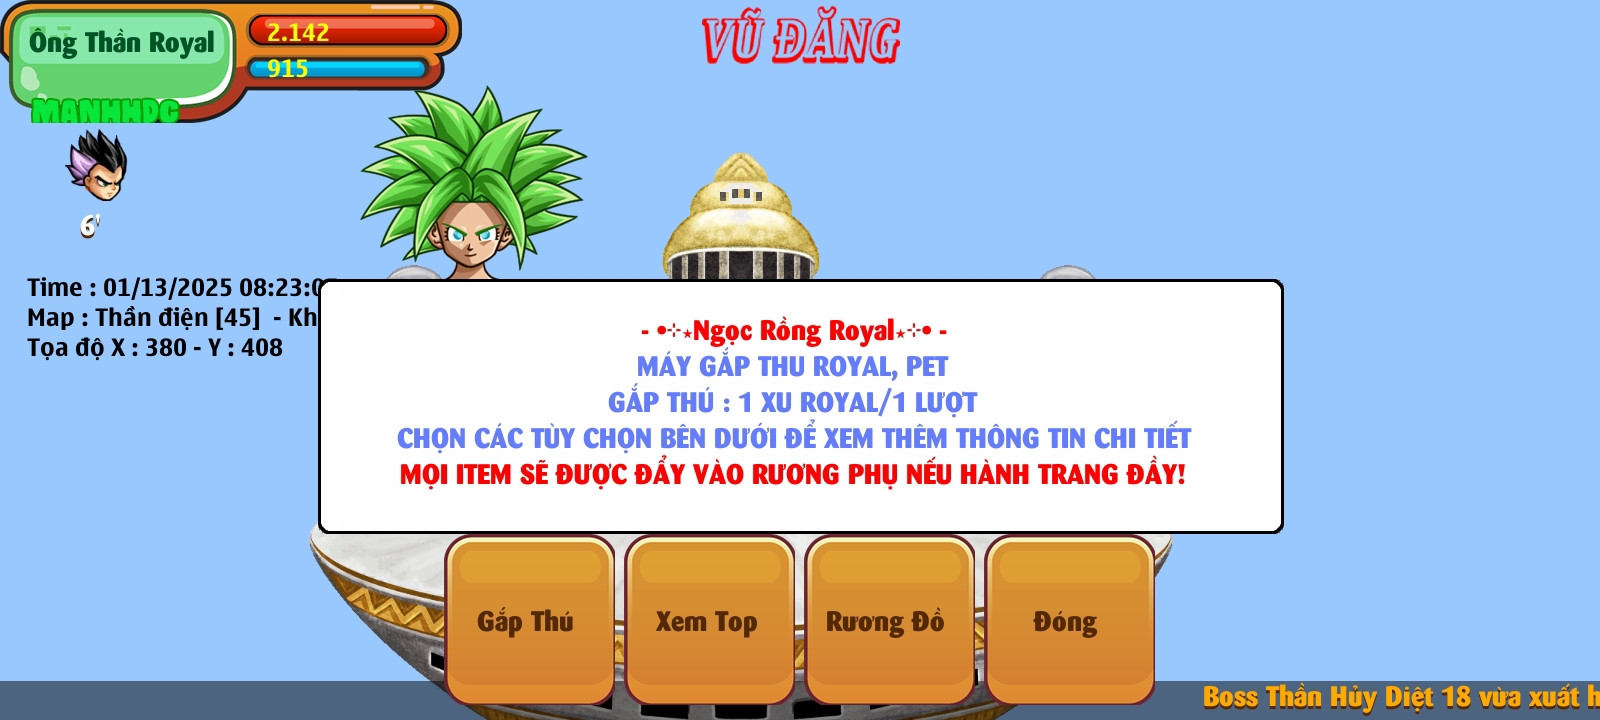 Ông Thần Royal
2.142
915
MANHHDG
VŨ ĐĂNG
6'
Time : 01/13/2025 08:23:0
Map : Thần điện [45] - Kh
Tọa độ X : 380 - Y : 408
- •⊹⋆Ngọc Rồng Royal⋆⊹• -
MÁY GẮP THU ROYAL, PET
GẮP THÚ : 1 XU ROYAL/1 LƯỢT
CHỌN CÁC TÙY CHỌN BÊN DƯỚI ĐỂ XEM THÊM THÔNG TIN CHI TIẾT
MỌI ITEM SẼ ĐƯỢC ĐẨY VÀO RƯƠNG PHỤ NẾU HÀNH TRANG ĐẦY!
Gắp Thú
Xem Top
Rương Đồ
Đóng
Boss Thần Hủy Diệt 18 vừa xuất h